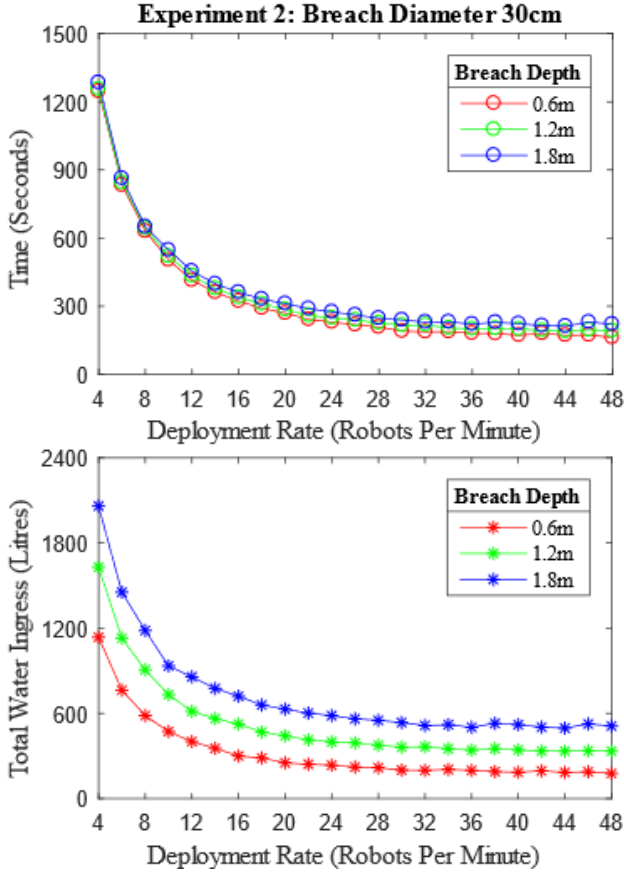 Experiment 2: Breach Diameter 30cm
1500
1200
900
600
300
0
Time (Seconds)
Breach Depth
0.6m
1.2m
1.8m
4 8 12 16 20 24 28 32 36 40 44 48
Deployment Rate (Robots Per Minute)
2400
1800
1200
600
0
Total Water Ingress (Litres)
Breach Depth
0.6m
1.2m
1.8m
4 8 12 16 20 24 28 32 36 40 44 48
Deployment Rate (Robots Per Minute)